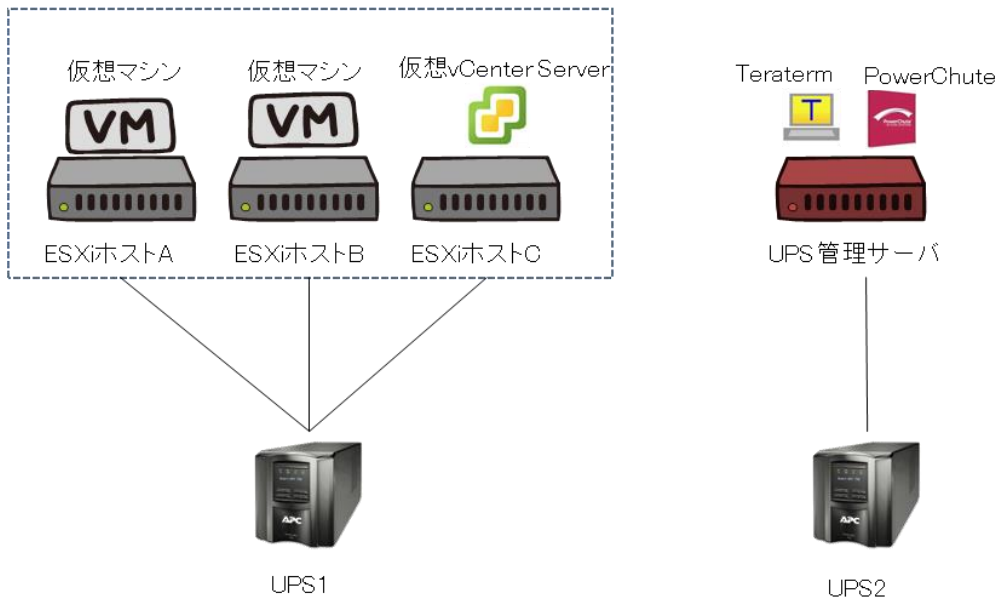 仮想マシン
仮想マシン
仮想vCenter Server
Teraterm
PowerChute
VM
VM
T
PowerChute
ESXiホストA
ESXiホストB
ESXiホストC
UPS管理サーバ
APC
APC
UPS1
UPS2